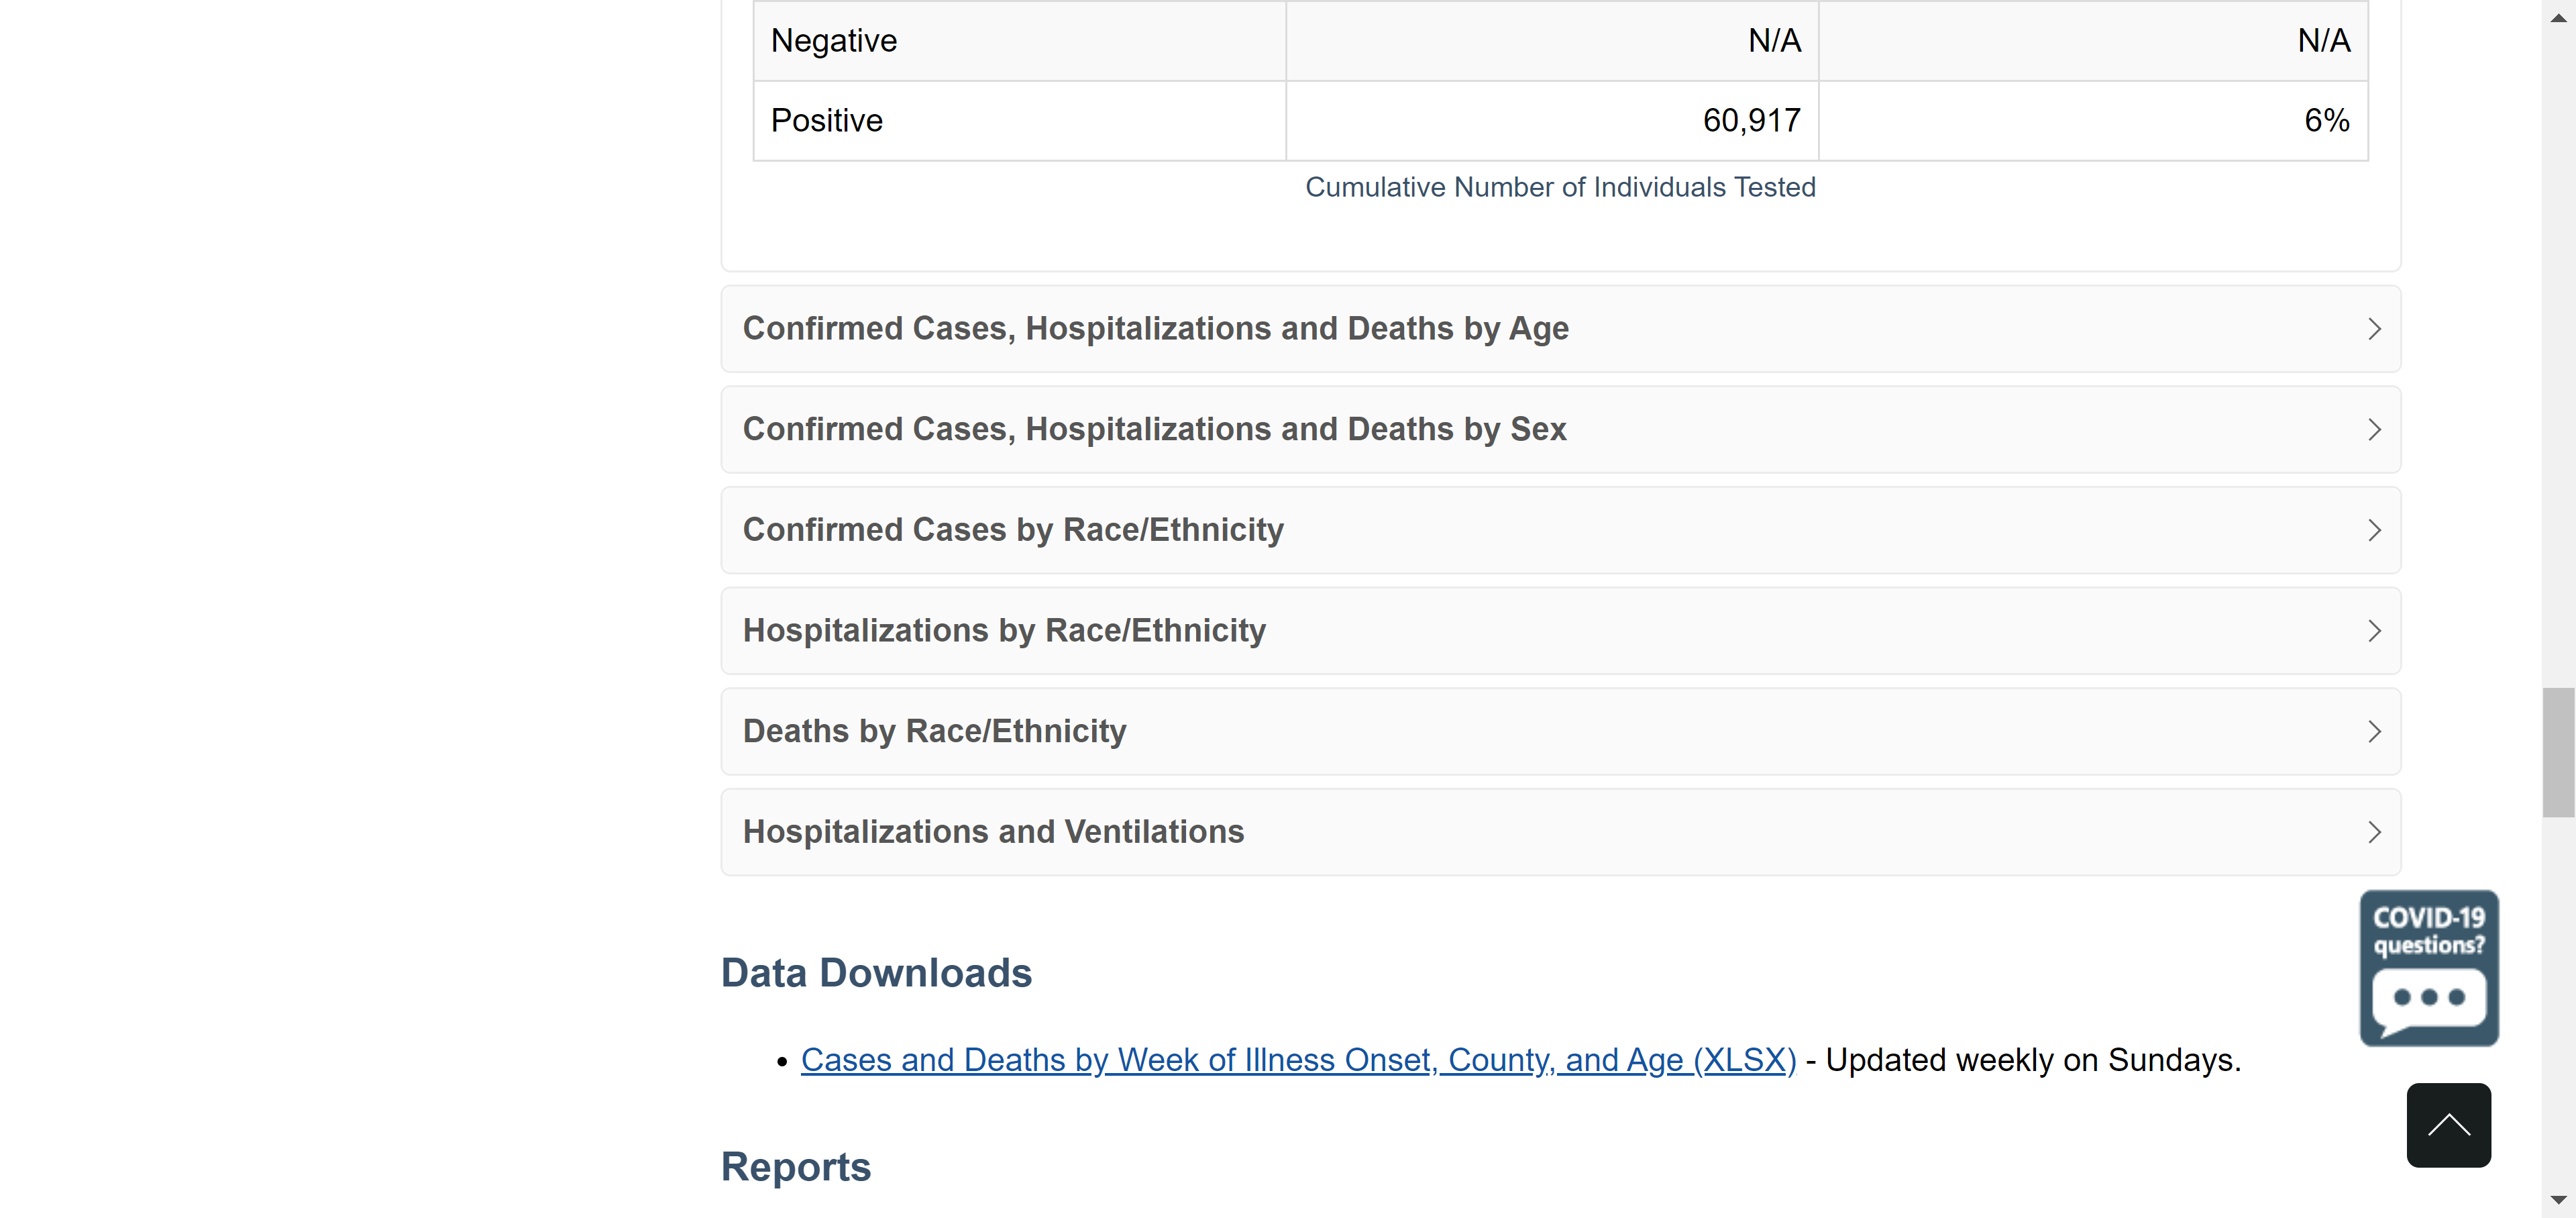 Negative N/A N/A
Positive 60,917 6%
Cumulative Number of Individuals Tested
Confirmed Cases, Hospitalizations and Deaths by Age
Confirmed Cases, Hospitalizations and Deaths by Sex
Confirmed Cases by Race/Ethnicity
Hospitalizations by Race/Ethnicity
Deaths by Race/Ethnicity
Hospitalizations and Ventilations
COVID-19
questions?
Data Downloads
• Cases and Deaths by Week of Illness Onset, County, and Age (XLSX) - Updated weekly on Sundays.
Reports